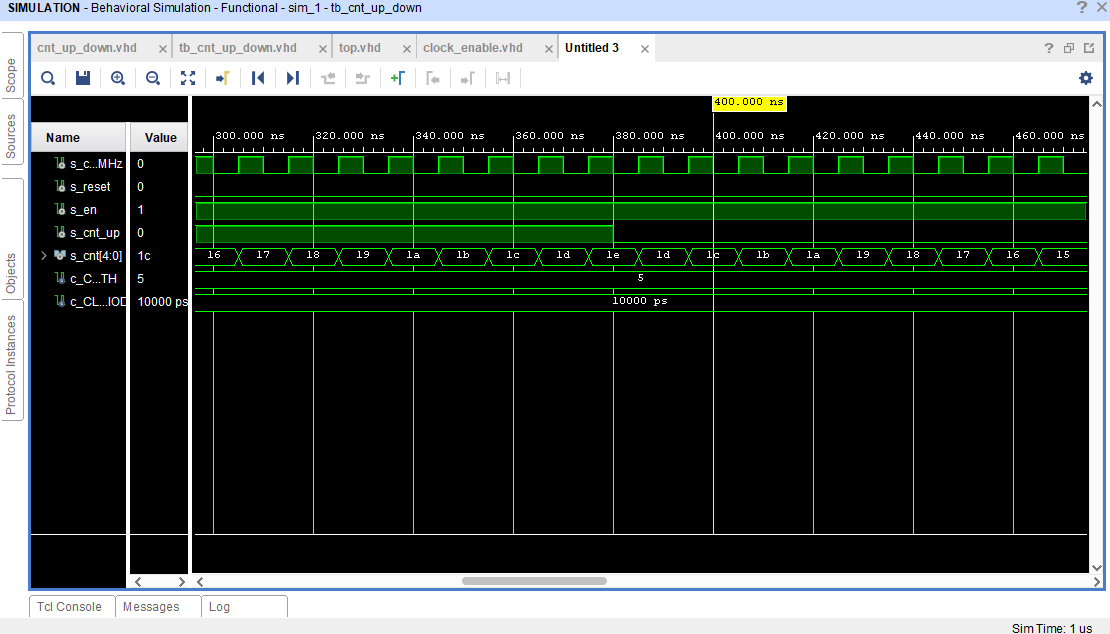 SIMULATION - Behavioral Simulation - Functional - sim_1 - tb_cnt_up_down
? ×
Scope
Sources
Objects
Protocol Instances
cnt_up_down.vhd × tb_cnt_up_down.vhd × top.vhd × clock_enable.vhd × Untitled 3 ×
?
400.000 ns
Name Value
300.000 ns 320.000 ns 340.000 ns 360.000 ns 380.000 ns 400.000 ns 420.000 ns 440.000 ns 460.000 ns
s_c...MHz 0
s_reset 0
s_en 1
s_cnt_up 0
s_cnt[4:0] 1c 16 17 18 19 1a 1b 1c 1d 1e 1d 1c 1b 1a 19 18 17 16 15
c_C...TH 5 5
c_CL...IOD 10000 ps 10000 ps
Tcl Console Messages Log
Sim Time: 1 us